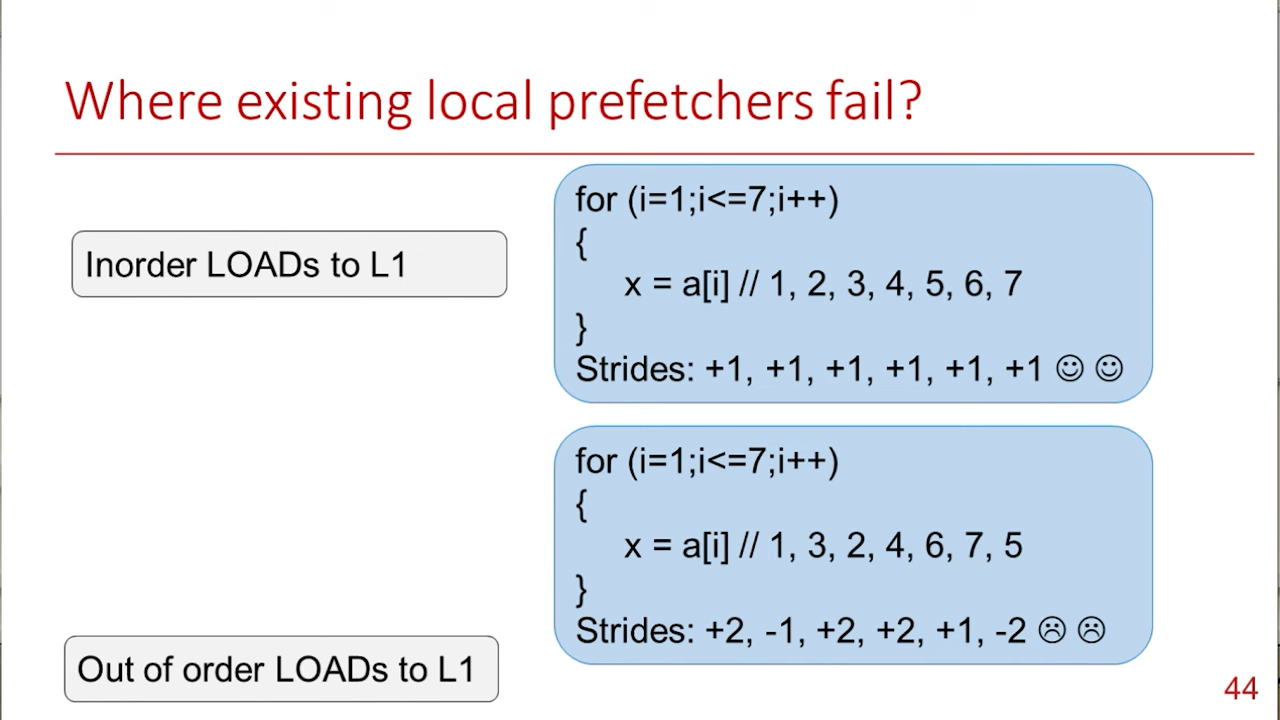 Where existing local prefetchers fail?
Inorder LOADs to L1
for (i=1;i<=7;i++)
{
x = a[i] // 1, 2, 3, 4, 5, 6, 7
}
Strides: +1, +1, +1, +1, +1, +1 ☺ ☺
for (i=1;i<=7;i++)
{
x = a[i] // 1, 3, 2, 4, 6, 7, 5
}
Strides: +2, -1, +2, +2, +1, -2 ☹ ☹
Out of order LOADs to L1
44